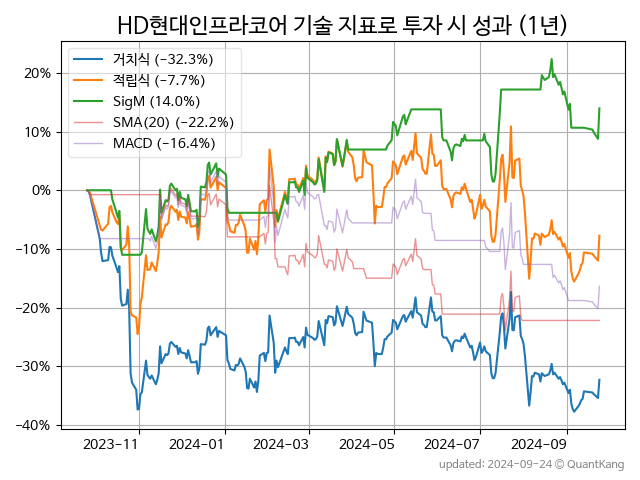 HD현대인프라코어 기술 지표로 투자 시 성과 (1년)
거치식 (−32.3%)
적립식 (−7.7%)
SigM (14.0%)
SMA(20) (−22.2%)
MACD (−16.4%)
20%
10%
0%
−10%
−20%
−30%
−40%
2023-11 2024-01 2024-03 2024-05 2024-07 2024-09
updated: 2024-09-24 © QuantKang